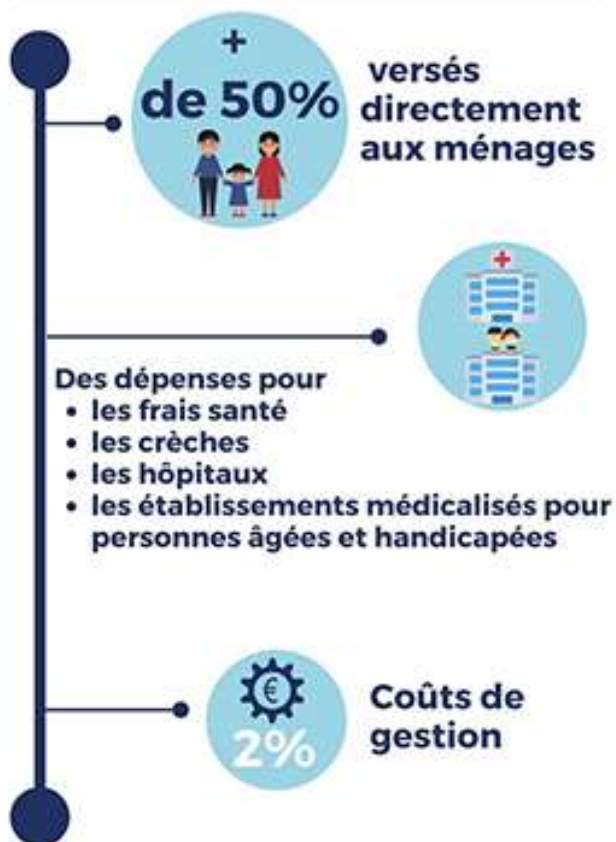 +
de 50%
versés
directement
aux ménages
Des dépenses pour
• les frais santé
• les crèches
• les hôpitaux
• les établissements médicalisés pour
personnes âgées et handicapées
€
2%
Coûts de
gestion